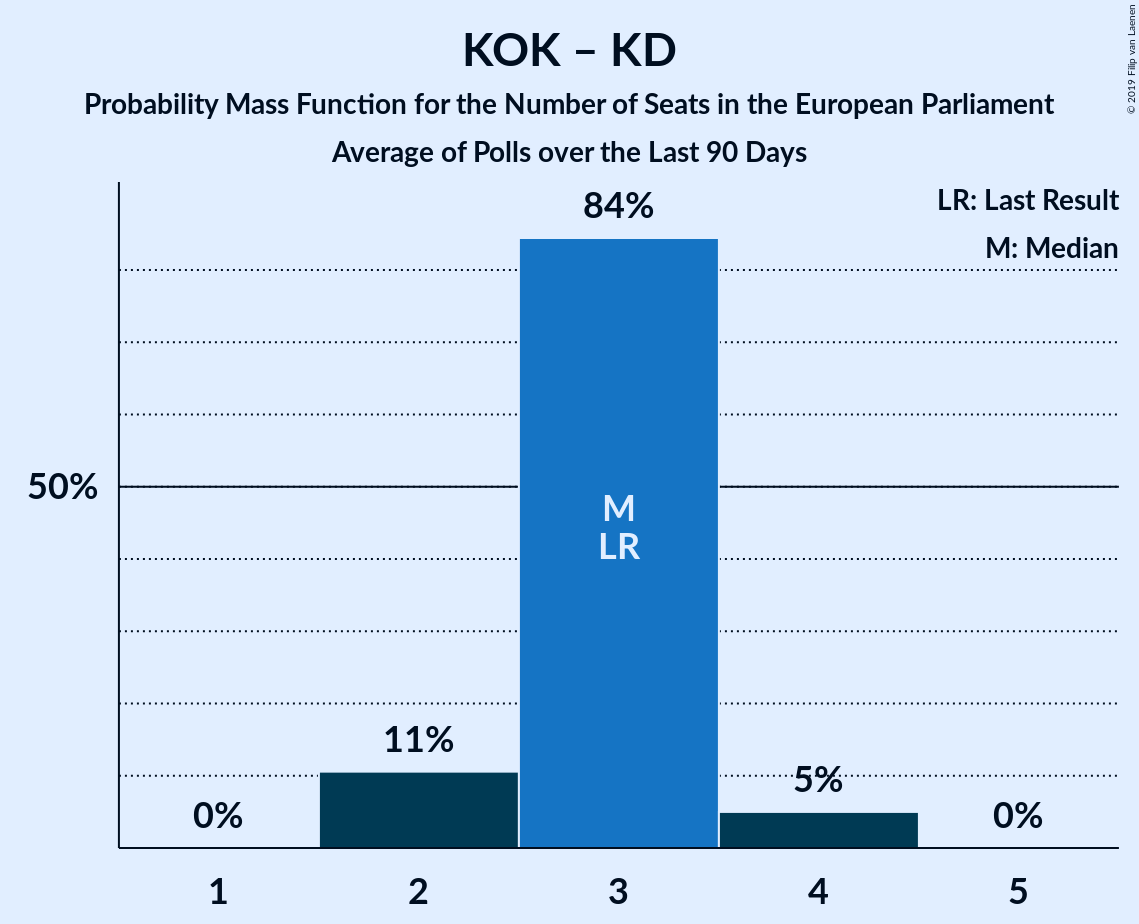 KOK – KD
Probability Mass Function for the Number of Seats in the European Parliament
Average of Polls over the Last 90 Days
© 2019 Filip van Laenen
LR: Last Result
M: Median
84%
50%
M
LR
11%
5%
0%
0%
1 2 3 4 5